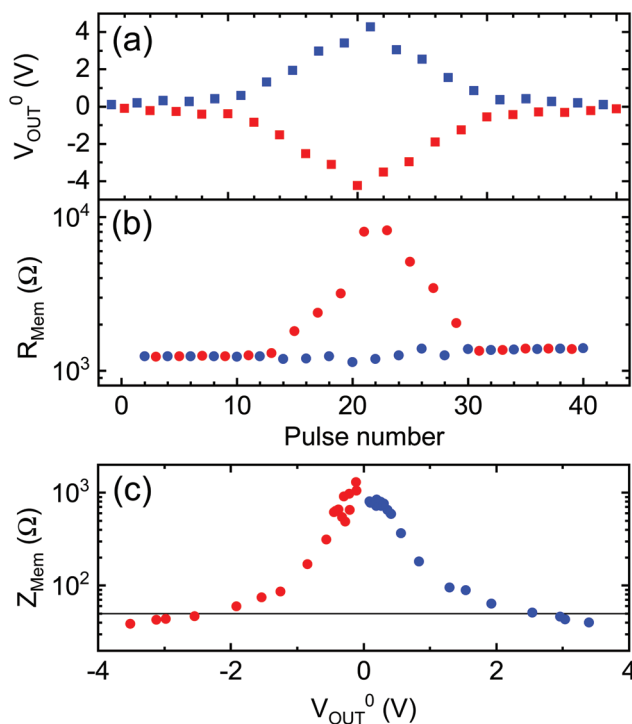 (a)
4
2
0
-2
-4
V_OUT^0 (V)
(b)
10^4
10^3
R_Mem (Ω)
0 10 20 30 40
Pulse number
(c)
10^3
10^2
Z_Mem (Ω)
-4 -2 0 2 4
V_OUT^0 (V)